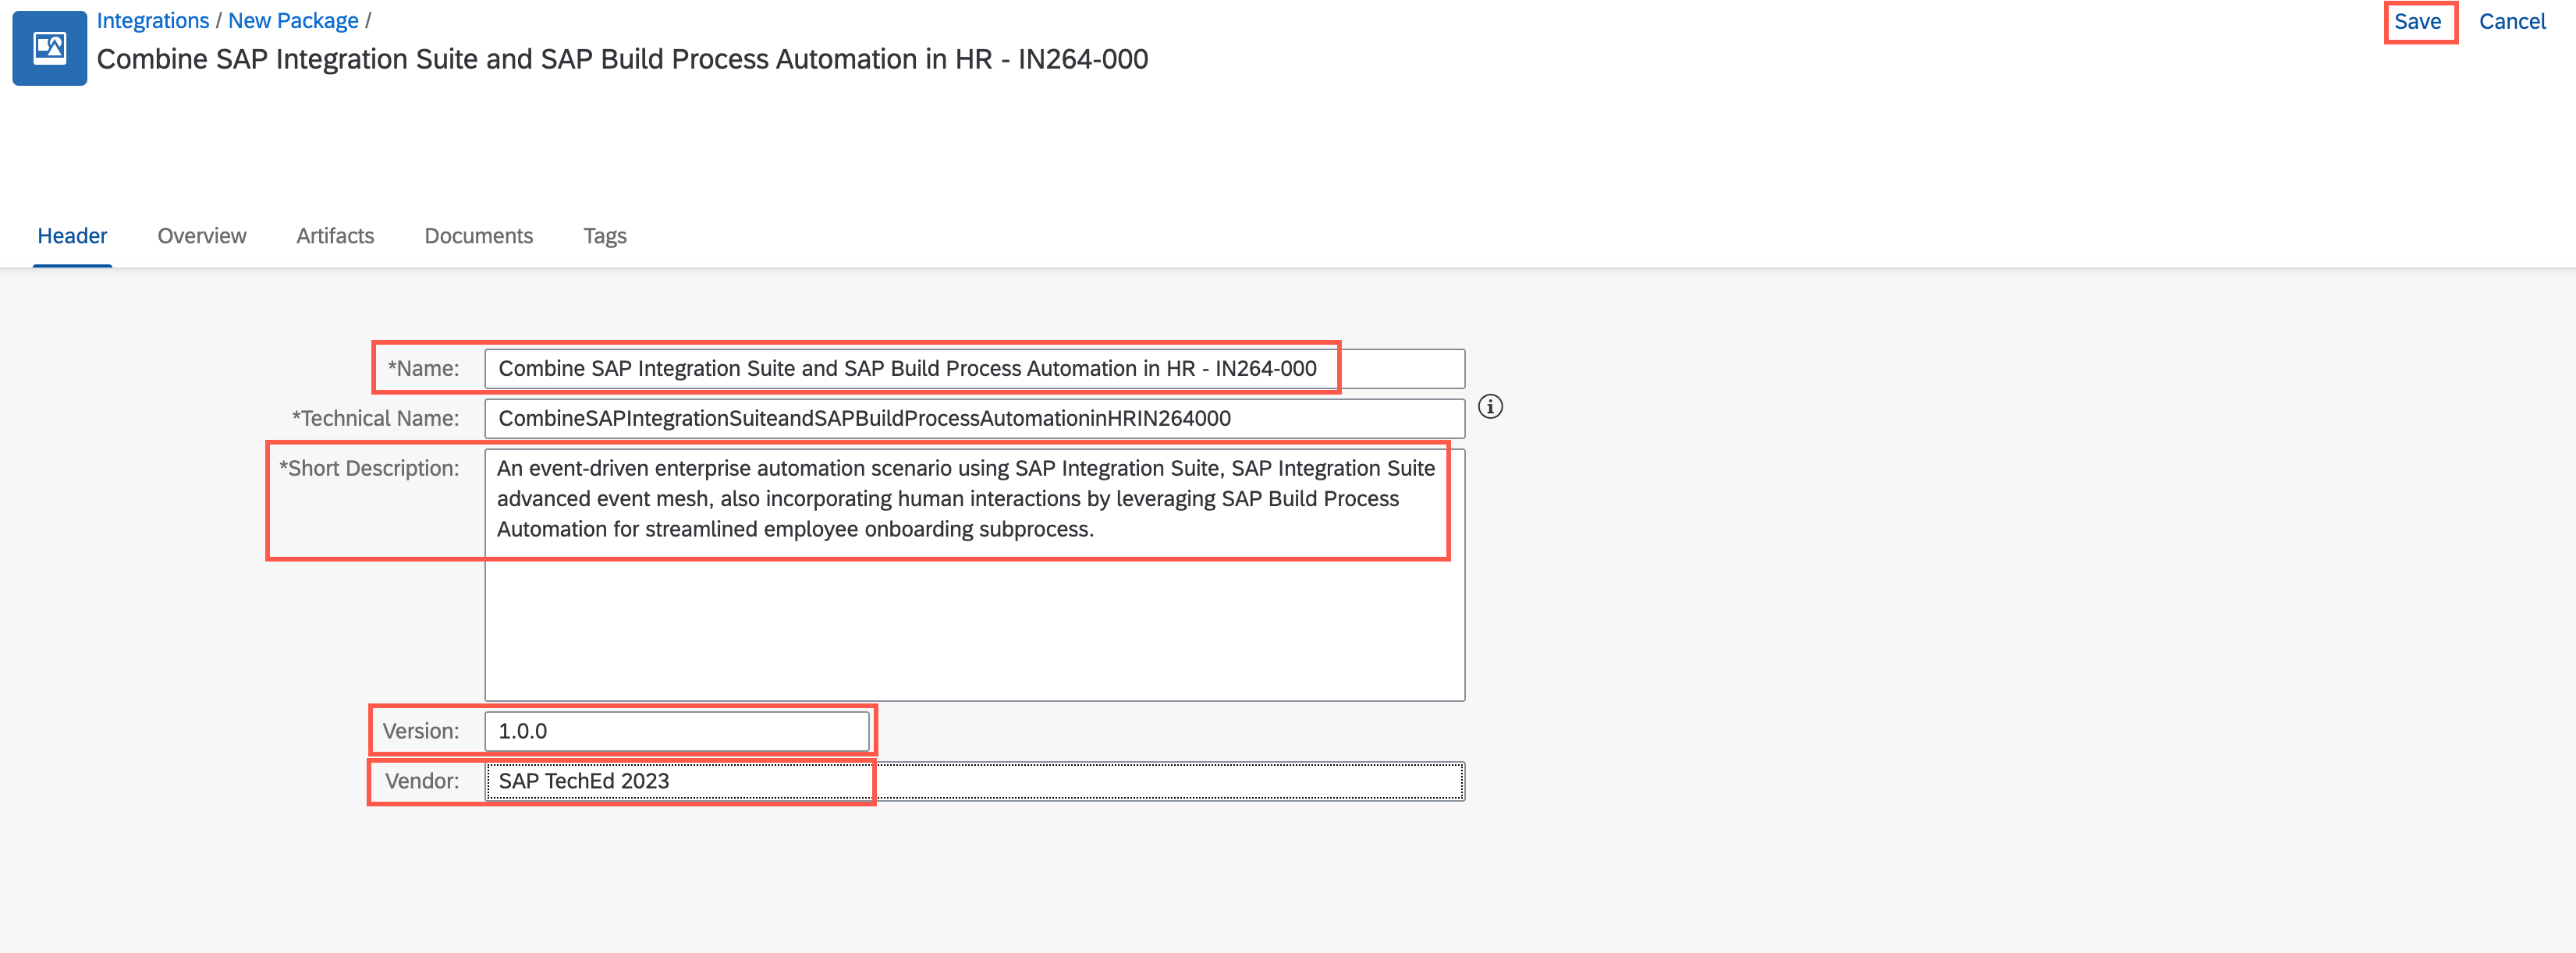 Integrations / New Package /
Save Cancel
Combine SAP Integration Suite and SAP Build Process Automation in HR - IN264-000
Header Overview Artifacts Documents Tags
*Name: Combine SAP Integration Suite and SAP Build Process Automation in HR - IN264-000
*Technical Name: CombineSAPIntegrationSuiteandSAPBuildProcessAutomationinHRIN264000
*Short Description: An event-driven enterprise automation scenario using SAP Integration Suite, SAP Integration Suite
advanced event mesh, also incorporating human interactions by leveraging SAP Build Process
Automation for streamlined employee onboarding subprocess.
Version: 1.0.0
Vendor: SAP TechEd 2023